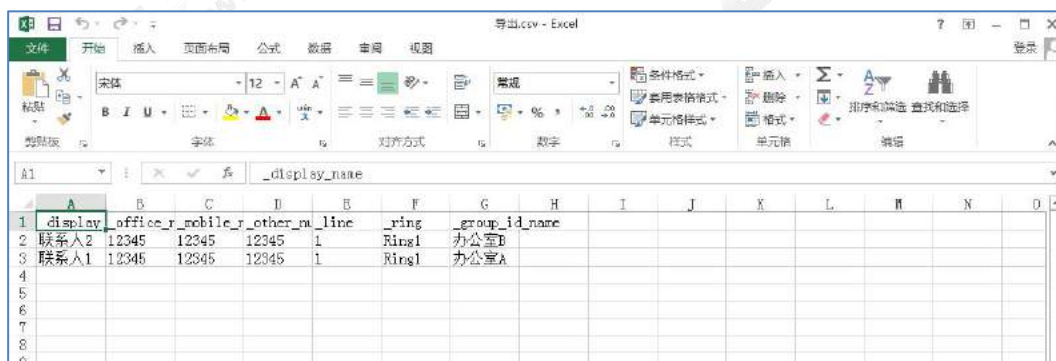 导出.csv - Excel
文件 开始 插入 页面布局 公式 数据 审阅 视图 登录
粘贴
宋体 12 A A
B I U A wén 文
常规
% ,
条件格式
套用表格格式
单元格样式
插入
删除
格式
Σ
A Z
排序和筛选 查找和选择
剪贴板 字体 对齐方式 数字 样式 单元格 编辑
A1 fx _display_name
A B C D E F G H I J K L M N O
1 _display _office_n _mobile_n _other_nu _line _ring _group_id_name
2 联系人2 12345 12345 12345 1 Ring1 办公室B
3 联系人1 12345 12345 12345 1 Ring1 办公室A
4
5
6
7
8